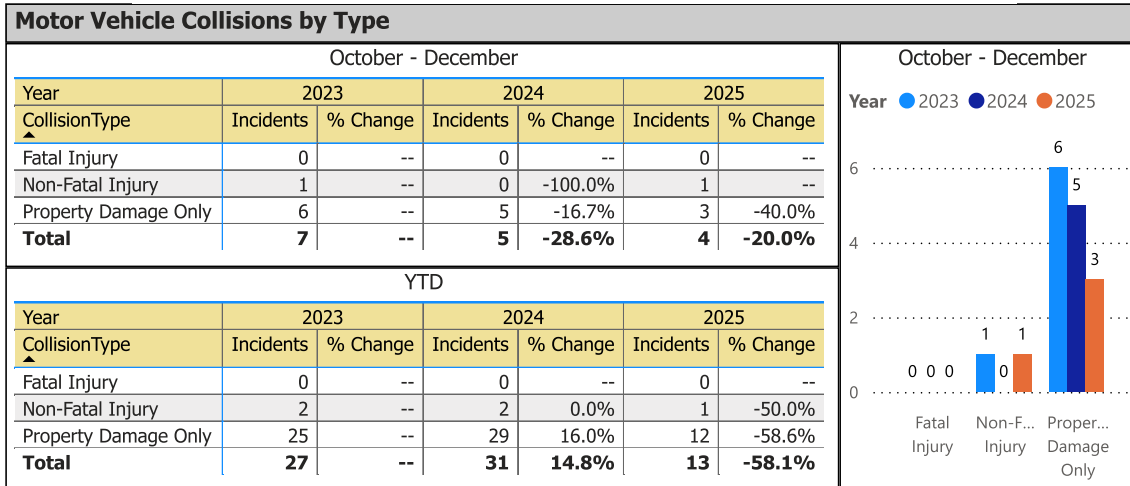 Motor Vehicle Collisions by Type
October - December
Year 2023 2024 2025
CollisionType Incidents % Change Incidents % Change Incidents % Change
Fatal Injury 0 -- 0 -- 0 --
Non-Fatal Injury 1 -- 0 -100.0% 1 --
Property Damage Only 6 -- 5 -16.7% 3 -40.0%
Total 7 -- 5 -28.6% 4 -20.0%
YTD
Year 2023 2024 2025
CollisionType Incidents % Change Incidents % Change Incidents % Change
Fatal Injury 0 -- 0 -- 0 --
Non-Fatal Injury 2 -- 2 0.0% 1 -50.0%
Property Damage Only 25 -- 29 16.0% 12 -58.6%
Total 27 -- 31 14.8% 13 -58.1%
October - December
Year 2023 2024 2025
6
6
5
4
3
2
1 1
0 0 0 0
0
Fatal Non-F... Proper...
Injury Injury Damage
Only